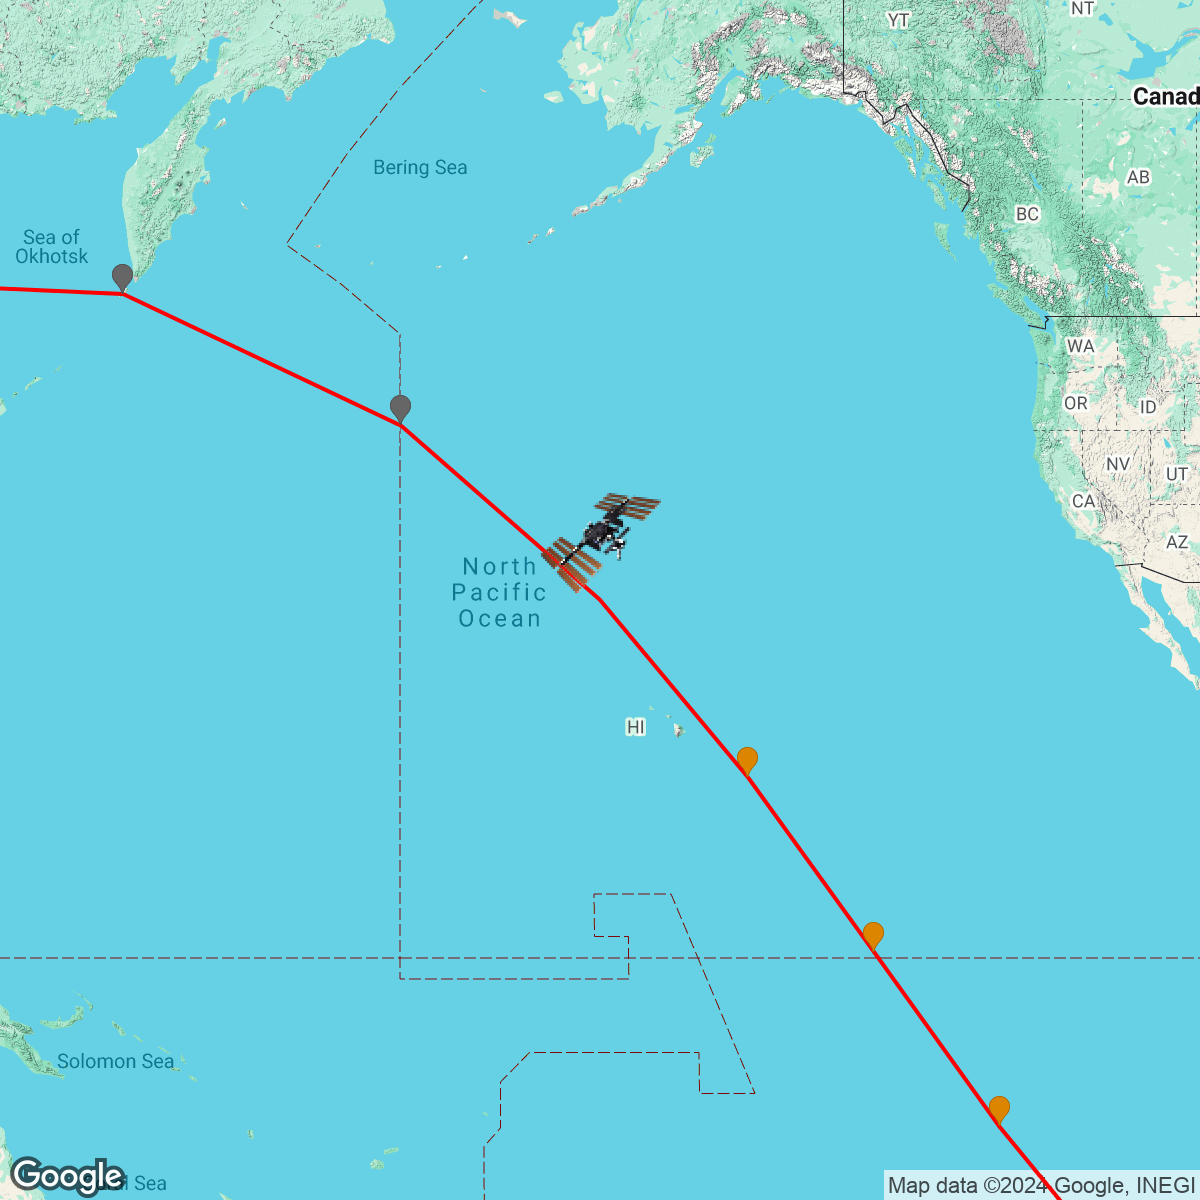 YT
NT
Canad
Bering Sea
AB
BC
Sea of
Okhotsk
WA
OR
ID
NV
UT
CA
AZ
North
Pacific
Ocean
HI
Solomon Sea
Google
Sea
Map data ©2024 Google, INEGI